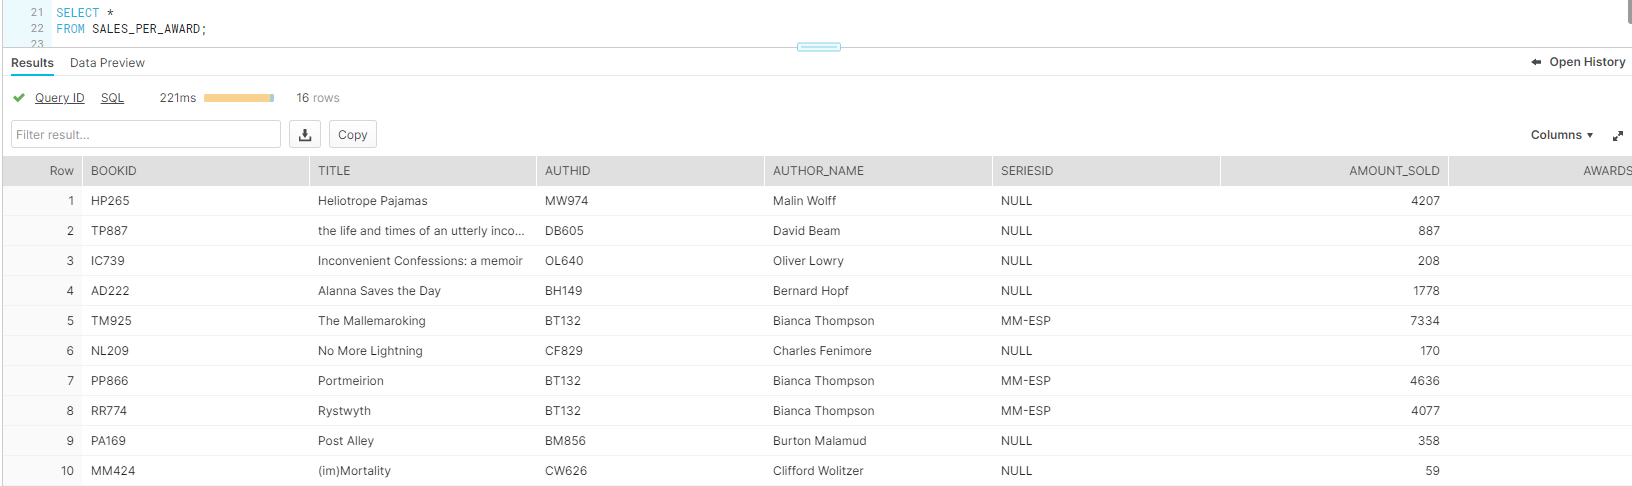 21 SELECT *
22 FROM SALES_PER_AWARD;
23
Results Data Preview Open History
Query ID SQL 221ms 16 rows
Filter result... Copy Columns
Row BOOKID TITLE AUTHID AUTHOR_NAME SERIESID AMOUNT_SOLD AWARDS
1 HP265 Heliotrope Pajamas MW974 Malin Wolff NULL 4207
2 TP887 the life and times of an utterly inco... DB605 David Beam NULL 887
3 IC739 Inconvenient Confessions: a memoir OL640 Oliver Lowry NULL 208
4 AD222 Alanna Saves the Day BH149 Bernard Hopf NULL 1778
5 TM925 The Mallemaroking BT132 Bianca Thompson MM-ESP 7334
6 NL209 No More Lightning CF829 Charles Fenimore NULL 170
7 PP866 Portmeirion BT132 Bianca Thompson MM-ESP 4636
8 RR774 Rystwyth BT132 Bianca Thompson MM-ESP 4077
9 PA169 Post Alley BM856 Burton Malamud NULL 358
10 MM424 (im)Mortality CW626 Clifford Wolitzer NULL 59